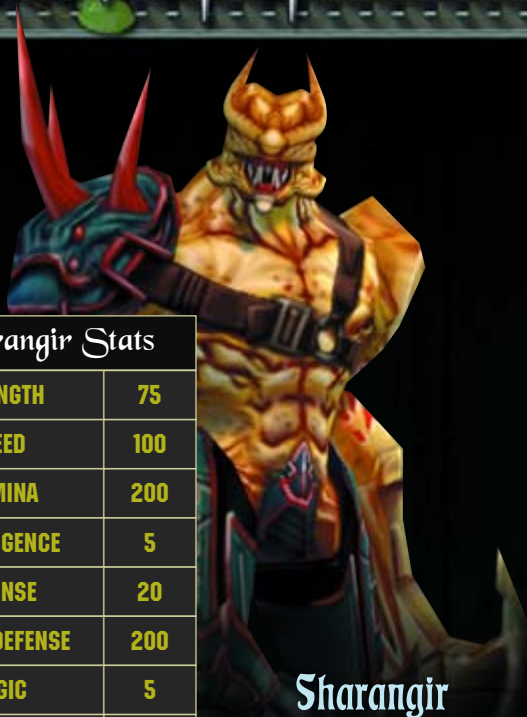 rangir Stats
NGTH 75
EED 100
MINA 200
GENCE 5
NSE 20
DEFENSE 200
GIC 5
Sharangir